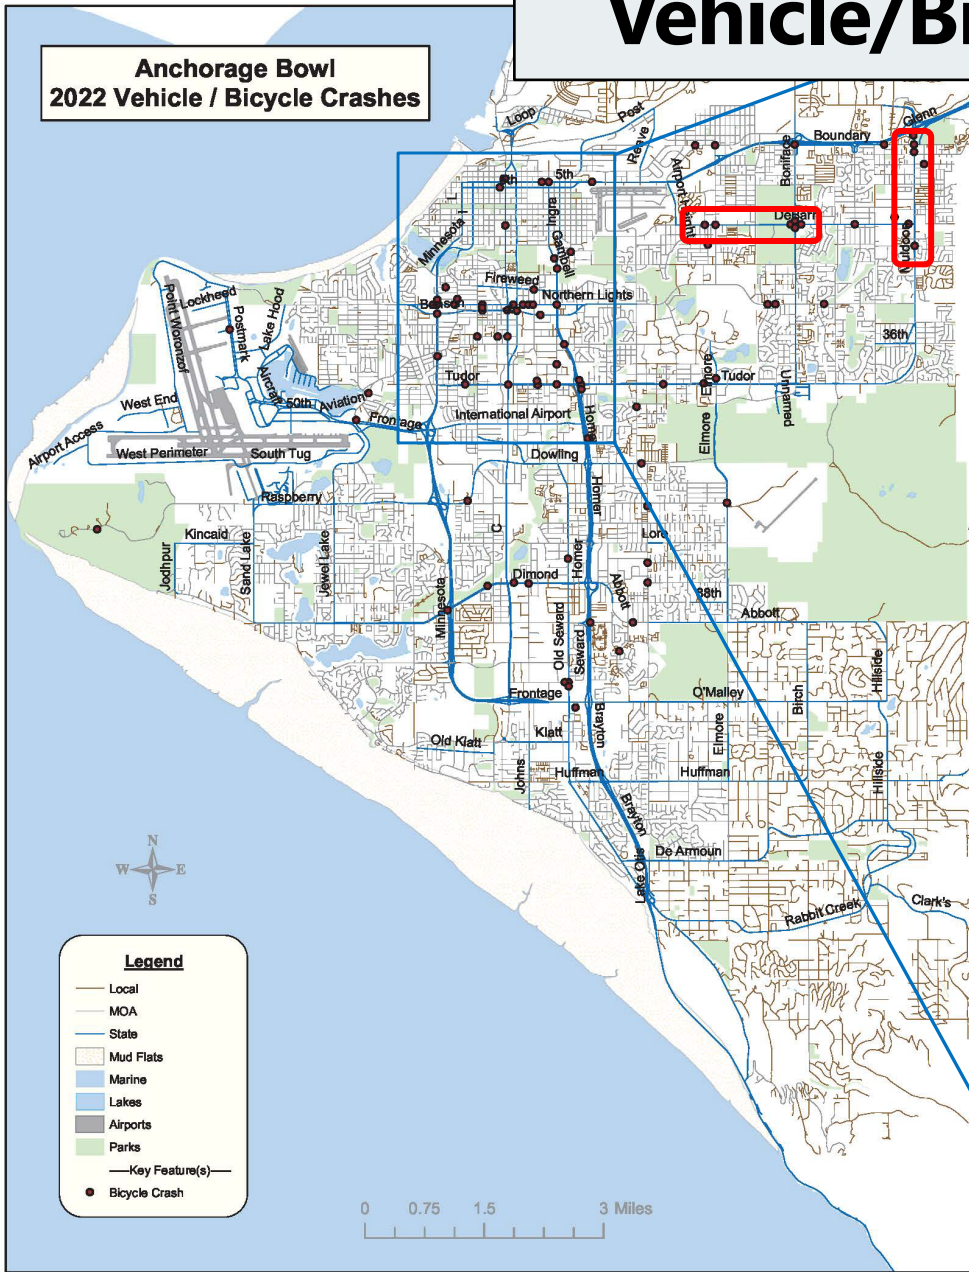 Vehicle/Bi
Anchorage Bowl
2022 Vehicle / Bicycle Crashes
Loop
Post
Reeve
Glenn
Boundary
Boniface
Airport Height
5th
L
I
Ingra
Gambell
Minnesota
DeBarr
Muldoon
Fireweed
Northern Lights
Benson
Lockheed
Point Woronzof
Postmark
Lake Hood
Aircraft
36th
Tudor
Elmore
Tudor
Unnamed
West End
50th
Aviation
Frontage
International Airport
Homer
Elmore
Airport Access
West Perimeter
South Tug
Dowling
Raspberry
Homer
C
Lore
Kincaid
Jodhpur
Sand Lake
Jewel Lake
Homer
Dimond
Abbott
88th
Abbott
Minnesota
Old Seward
Seward
Hillside
Frontage
O'Malley
Birch
Brayton
Elmore
Klatt
Old Klatt
Johns
Huffman
Huffman
Hillside
Brayton
De Armoun
Lake Otis
Rabbit Creek
Clark's
N
W
E
S
Legend
Local
MOA
State
Mud Flats
Marine
Lakes
Airports
Parks
Key Feature(s)
Bicycle Crash
0 0.75 1.5 3 Miles